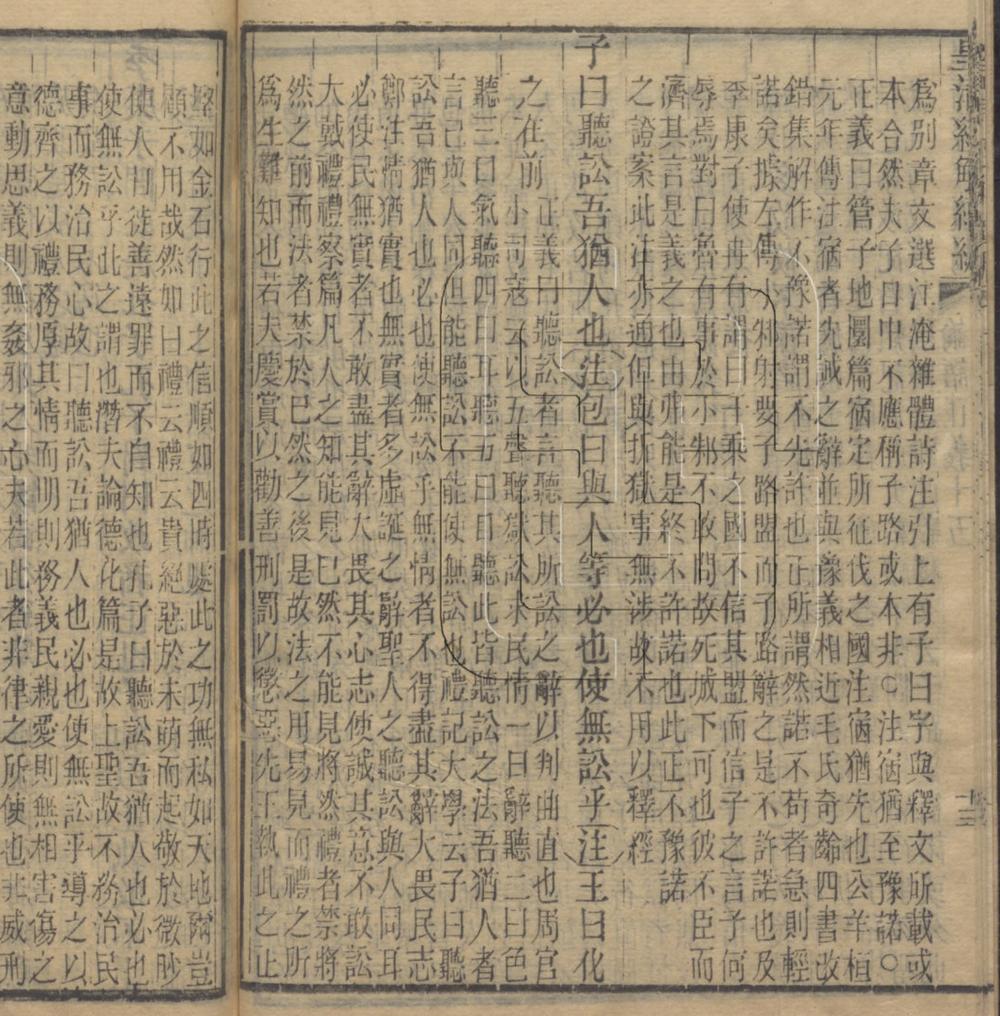 皇清經解續編
論語正義十五
十三
為別章文選江淹雜體詩注引上有子曰字與釋文所載或
本合然夫子口中不應稱子路或本非○注宿猶至豫諾○
正義曰管子地圖篇宿定所征伐之國注宿猶先也公羊桓
元年傳注宿者先誡之辭並與豫義相近毛氏奇齡四書改
錯集解作不豫諾謂不先許也正所謂然諾不苟者急則輕
諾矣據左傳小邾射要子路盟而子路辭之是不許諾也及
季康子使冉有謂曰千乘之國不信其盟而信子之言子何
辱焉對曰魯有事於小邾不敢問故死城下可也彼不臣而
濟其言是義之也由弗能是終不許諾也此正不豫諾
之證案此注亦通但與折獄事無涉故不用以釋經
子曰聽訟吾猶人也注包曰與人等必也使無訟乎注王曰化
之在前正義曰聽訟者言聽其所訟之辭以判曲直也周官
小司寇云以五聲聽獄訟求民情一曰辭聽二曰色
聽三曰氣聽四曰耳聽五曰目聽此皆聽訟之法吾猶人者
言己與人同但能聽訟不能使無訟也禮記大學云子曰聽
訟吾猶人也必也使無訟乎無情者不得盡其辭大畏民志
鄭注情猶實也無實者多虛誕之辭聖人之聽訟與人同耳
必使民無實者不敢盡其辭大畏其心志使誠其意不敢訟
大戴禮禮察篇凡人之知能見已然不能見將然禮者禁將
然之前而法者禁於已然之後是故法之用易見而禮之所
為生難知也若夫慶賞以勸善刑罰以懲惡先王執此之正
堅如金石行此之信順如四時處此之功無私如天地爾豈
顧不用哉然如曰禮云禮云貴絕惡於未萌而起敬於微眇
使人日徙善遠罪而不自知也孔子曰聽訟吾猶人也必也
使無訟乎此之謂也潛夫論德化篇是故上聖故不務治民
事而務治民心故曰聽訟吾猶人也必也使無訟乎導之以
德齊之以禮務厚其情而明則務義民親愛則無相害傷之
意動思義則無姦邪之心夫若此者非律之所使也非威刑